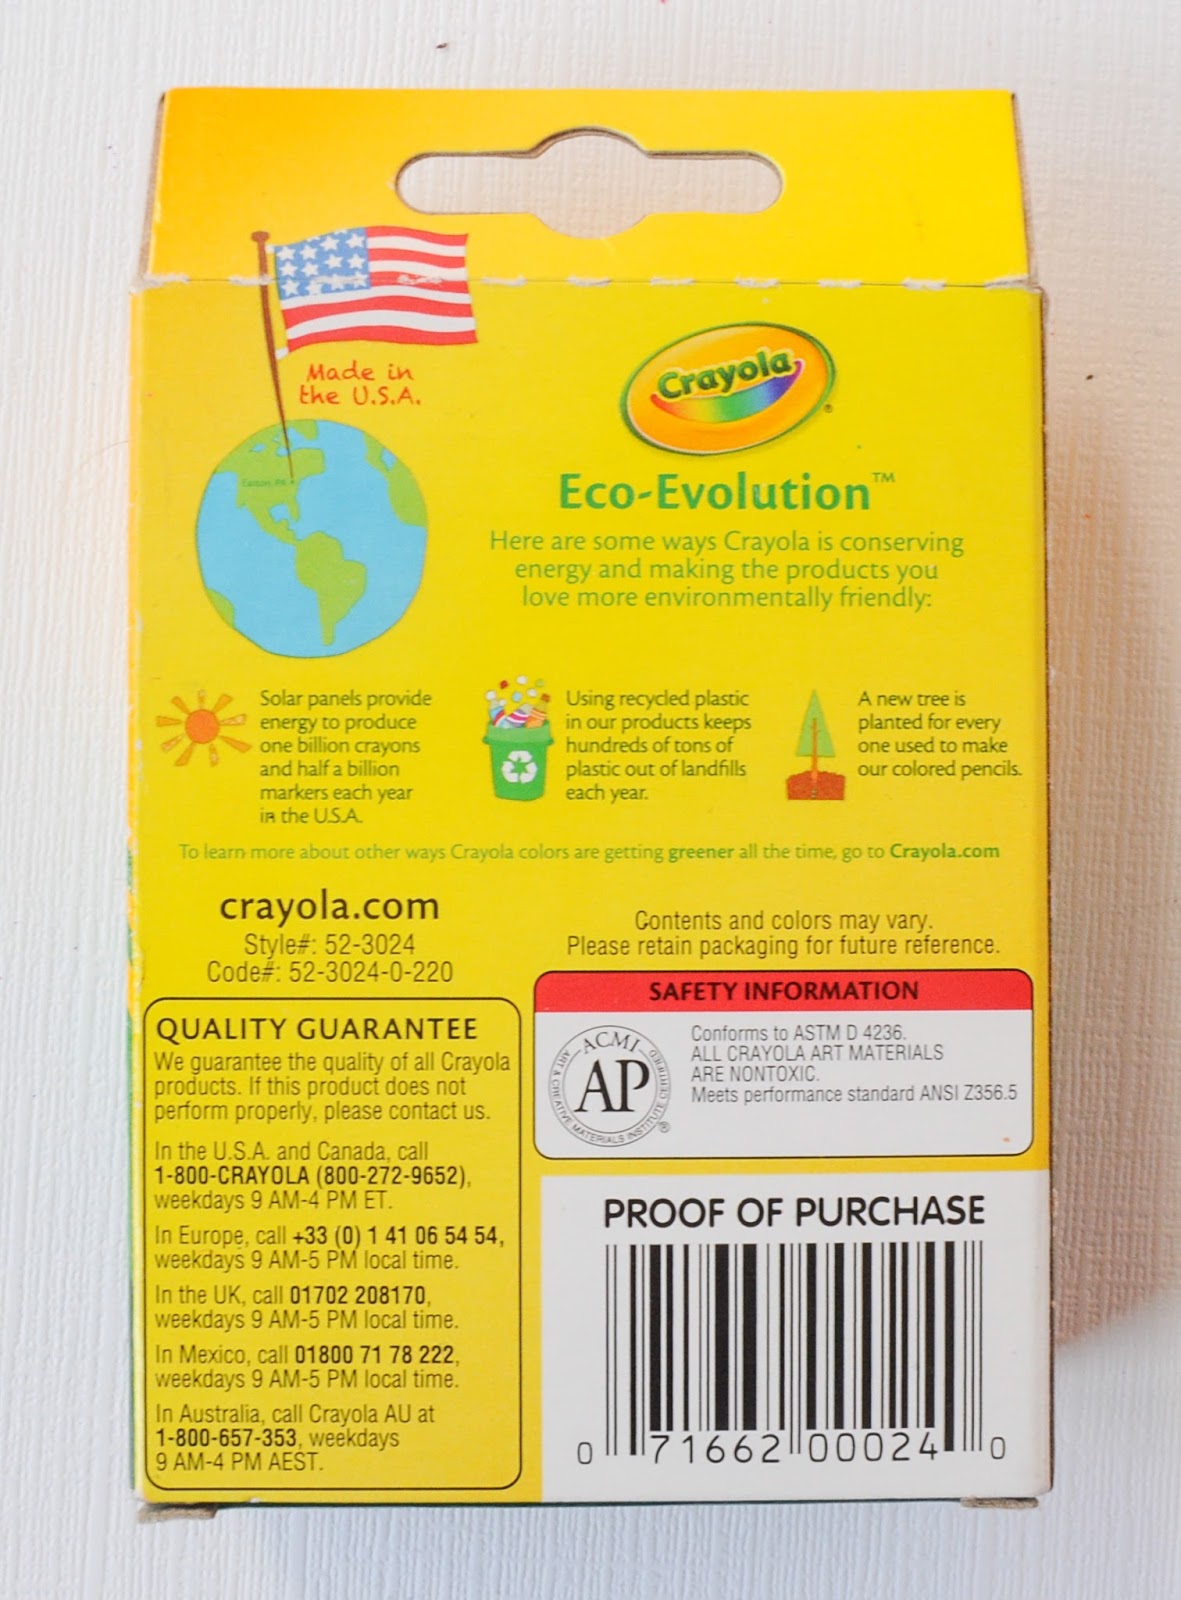 Made in
the U.S.A.
Easton, PA
Crayola
®
Eco-Evolution™
Here are some ways Crayola is conserving
energy and making the products you
love more environmentally friendly:
Solar panels provide
energy to produce
one billion crayons
and half a billion
markers each year
in the U.S.A.
Using recycled plastic
in our products keeps
hundreds of tons of
plastic out of landfills
each year.
A new tree is
planted for every
one used to make
our colored pencils.
To learn more about other ways Crayola colors are getting greener all the time, go to Crayola.com
crayola.com
Style#: 52-3024
Code#: 52-3024-0-220
QUALITY GUARANTEE
We guarantee the quality of all Crayola
products. If this product does not
perform properly, please contact us.
In the U.S.A. and Canada, call
1-800-CRAYOLA (800-272-9652),
weekdays 9 AM-4 PM ET.
In Europe, call +33 (0) 1 41 06 54 54,
weekdays 9 AM-5 PM local time.
In the UK, call 01702 208170,
weekdays 9 AM-5 PM local time.
In Mexico, call 01800 71 78 222,
weekdays 9 AM-5 PM local time.
In Australia, call Crayola AU at
1-800-657-353, weekdays
9 AM-4 PM AEST.
Contents and colors may vary.
Please retain packaging for future reference.
SAFETY INFORMATION
ACMI
AP
ART & CREATIVE MATERIALS INSTITUTE CERTIFIED
®
Conforms to ASTM D 4236.
ALL CRAYOLA ART MATERIALS
ARE NONTOXIC.
Meets performance standard ANSI Z356.5
PROOF OF PURCHASE
0 71662 00024 0